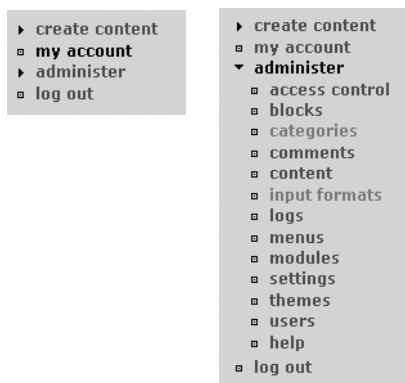 create content
my account
administer
log out
create content
my account
administer
access control
blocks
categories
comments
content
input formats
logs
menus
modules
settings
themes
users
help
log out